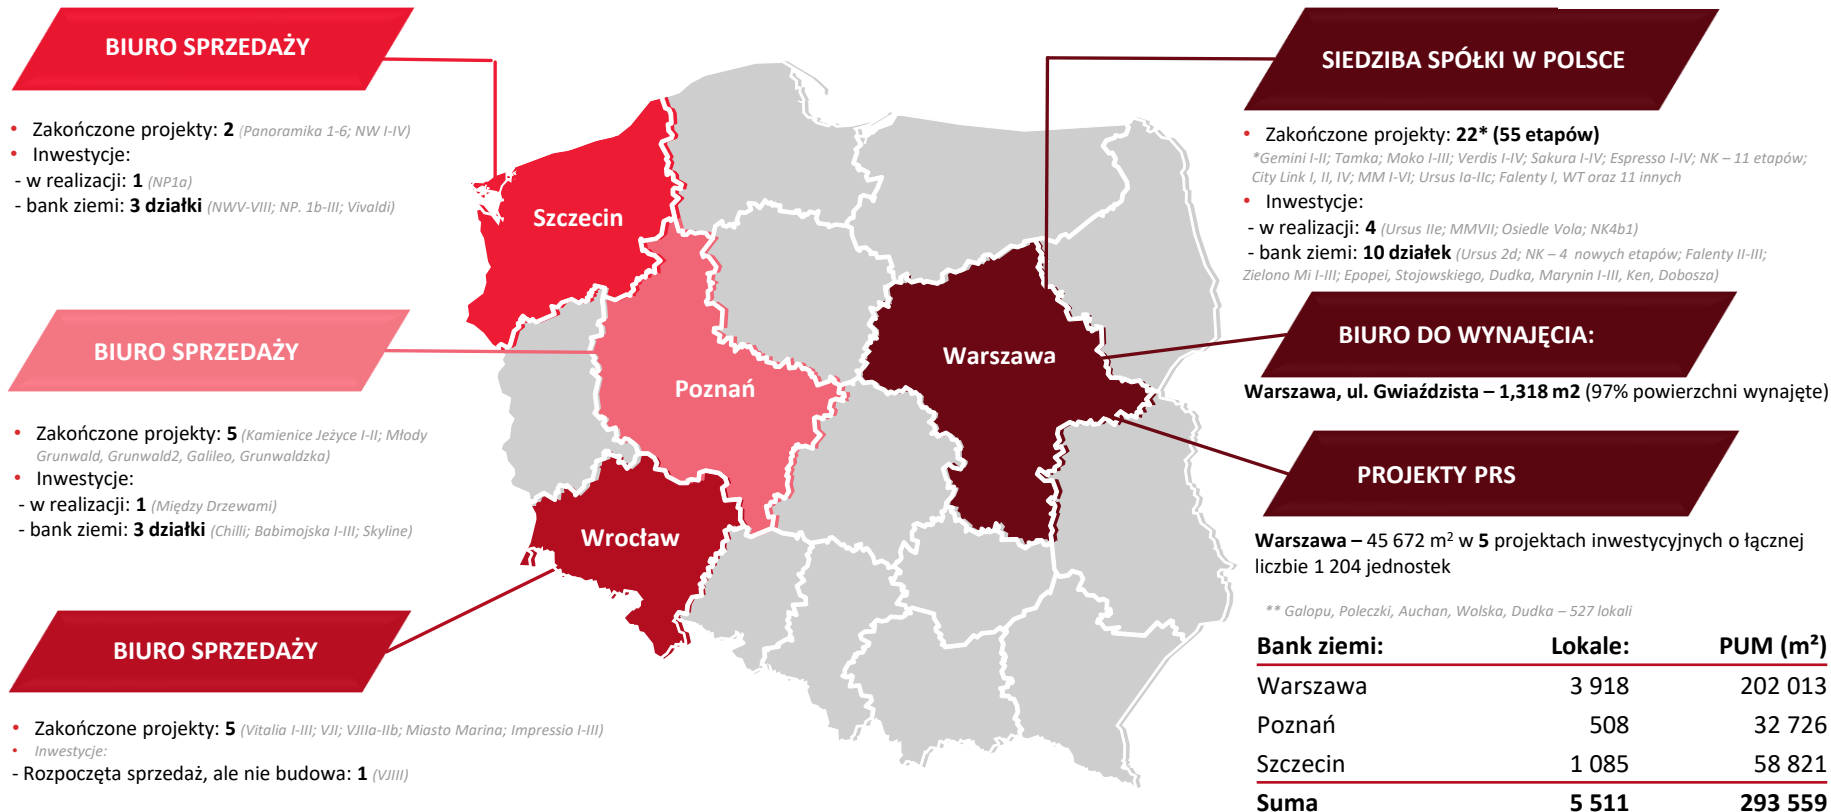 BIURO SPRZEDAŻY
• Zakończone projekty: 2 (Panoramika 1-6; NW I-IV)
• Inwestycje:
- w realizacji: 1 (NP1a)
- bank ziemi: 3 działki (NWV-VIII; NP. 1b-III; Vivaldi)
BIURO SPRZEDAŻY
• Zakończone projekty: 5 (Kamienice Jeżyce I-II; Młody
Grunwald, Grunwald2, Galileo, Grunwaldzka)
• Inwestycje:
- w realizacji: 1 (Między Drzewami)
- bank ziemi: 3 działki (Chilli; Babimojska I-III; Skyline)
BIURO SPRZEDAŻY
• Zakończone projekty: 5 (Vitalia I-III; VJI; VJIIa-IIb; Miasto Marina; Impressio I-III)
• Inwestycje:
- Rozpoczęta sprzedaż, ale nie budowa: 1 (VJIII)
Szczecin
Poznań
Warszawa
Wrocław
SIEDZIBA SPÓŁKI W POLSCE
• Zakończone projekty: 22* (55 etapów)
*Gemini I-II; Tamka; Moko I-III; Verdis I-IV; Sakura I-IV; Espresso I-IV; NK – 11 etapów;
City Link I, II, IV; MM I-VI; Ursus Ia-IIc; Falenty I, WT oraz 11 innych
• Inwestycje:
- w realizacji: 4 (Ursus IIe; MMVII; Osiedle Vola; NK4b1)
- bank ziemi: 10 działek (Ursus 2d; NK – 4 nowych etapów; Falenty II-III;
Zielono Mi I-III; Epopei, Stojowskiego, Dudka, Marynin I-III, Ken, Dobosza)
BIURO DO WYNAJĘCIA:
Warszawa, ul. Gwiaździsta – 1,318 m2 (97% powierzchni wynajęte)
PROJEKTY PRS
Warszawa – 45 672 m² w 5 projektach inwestycyjnych o łącznej
liczbie 1 204 jednostek
** Galopu, Poleczki, Auchan, Wolska, Dudka – 527 lokali
Bank ziemi: Lokale: PUM (m²)
Warszawa 3 918 202 013
Poznań 508 32 726
Szczecin 1 085 58 821
Suma 5 511 293 559